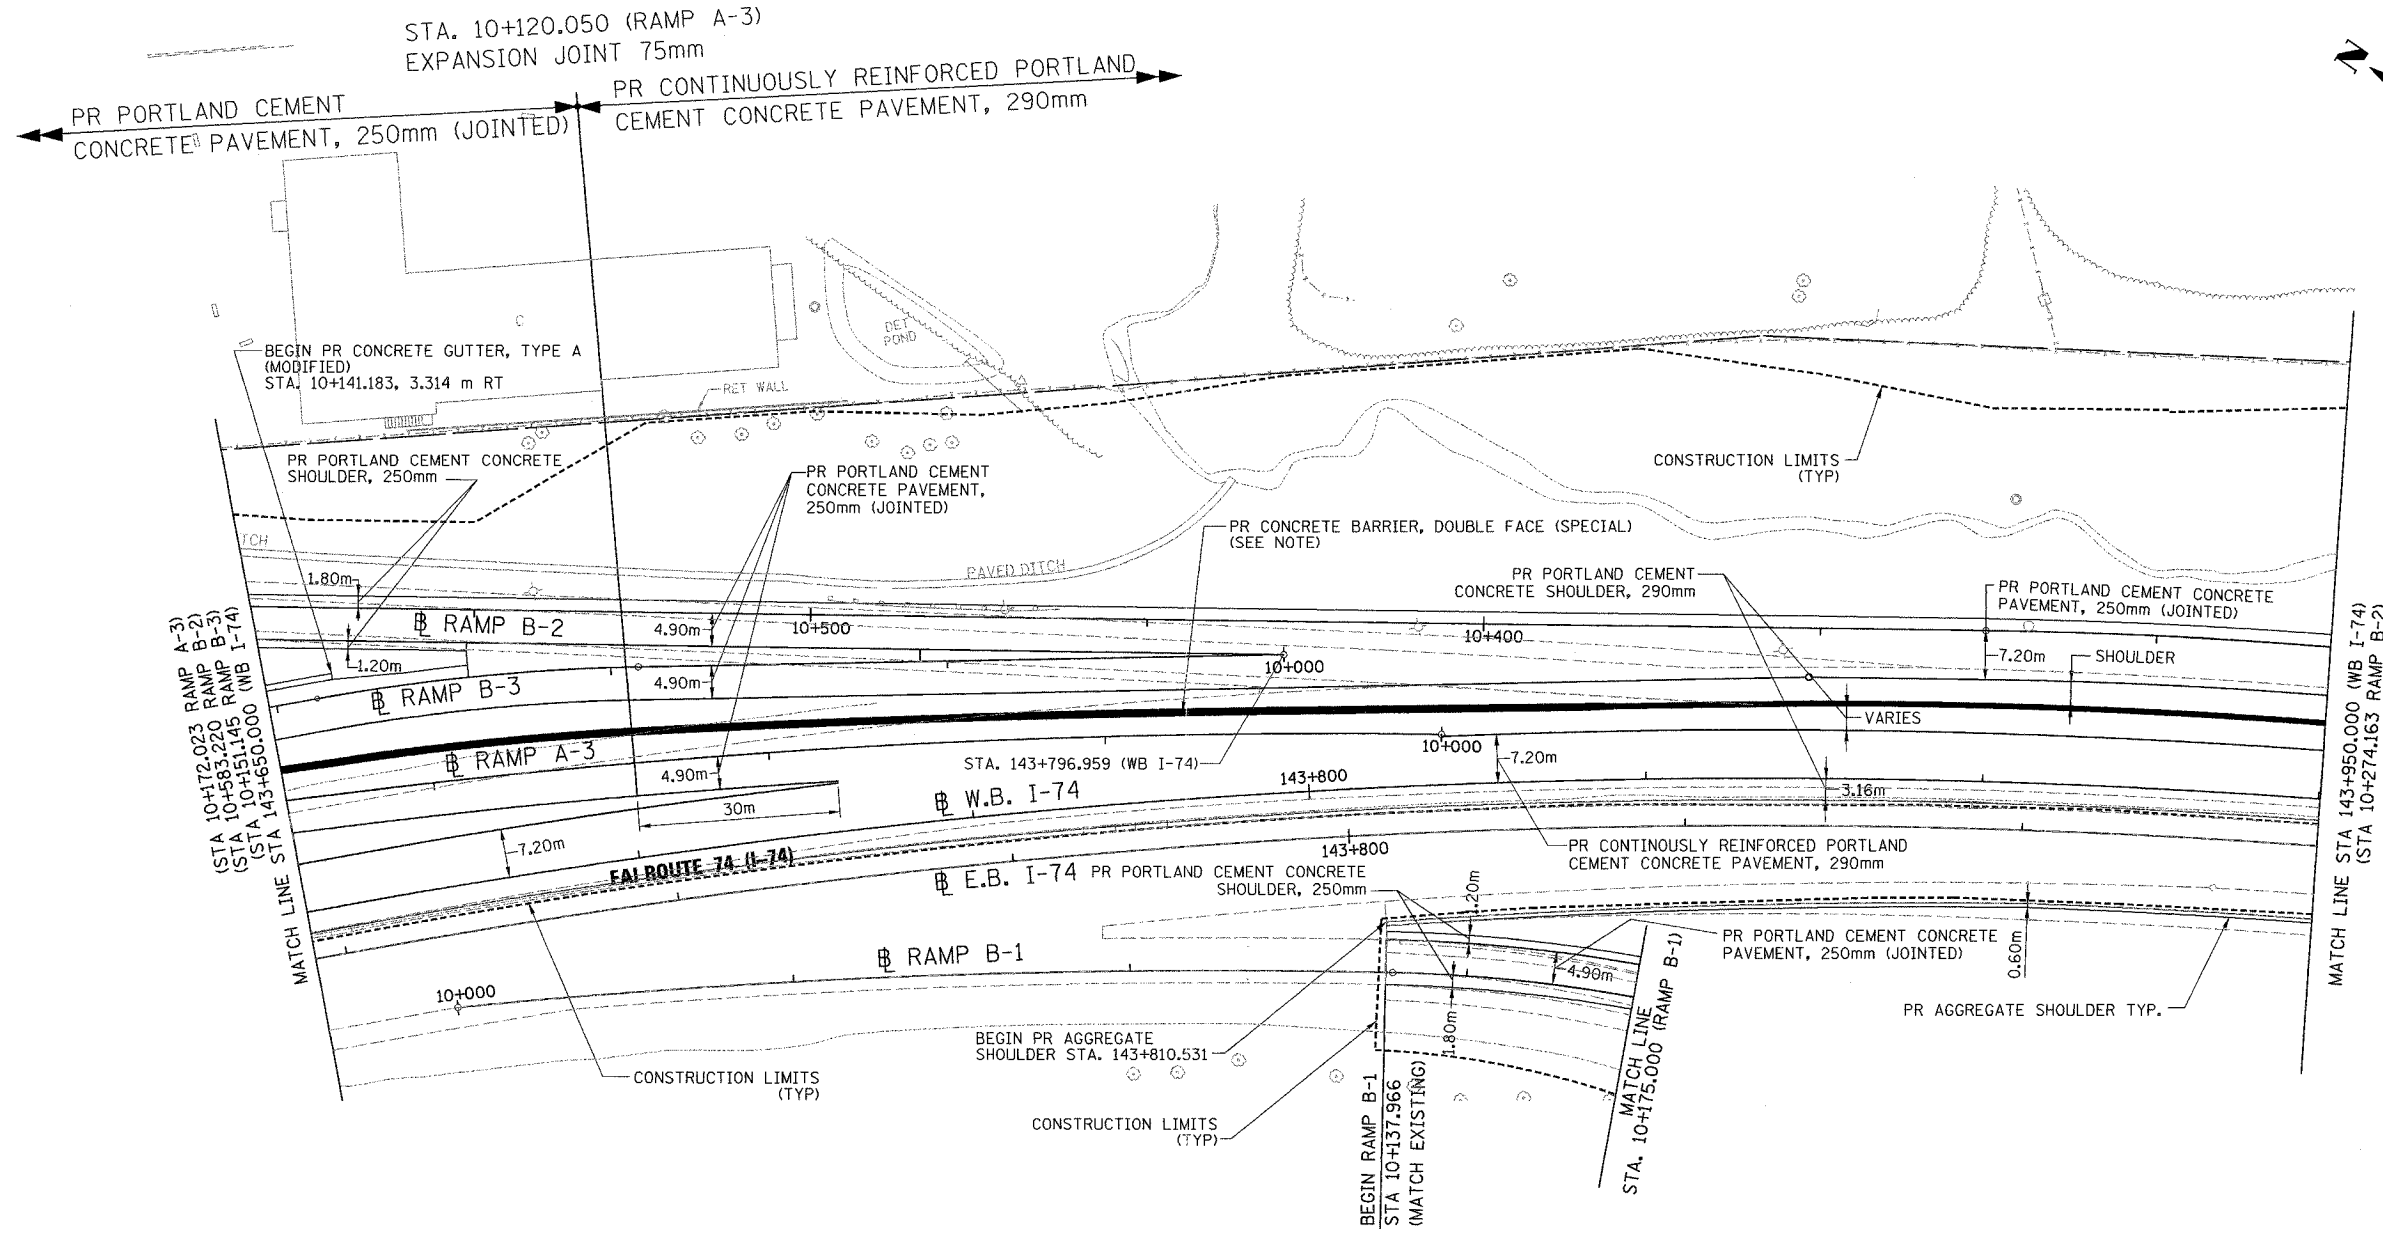 STA. 10+120.050 (RAMP A-3)
EXPANSION JOINT 75mm
PR PORTLAND CEMENT
CONCRETE PAVEMENT, 250mm (JOINTED)
PR CONTINUOUSLY REINFORCED PORTLAND
CEMENT CONCRETE PAVEMENT, 290mm
N
C
DET
POND
BEGIN PR CONCRETE GUTTER, TYPE A
(MODIFIED)
STA. 10+141.183, 3.314 m RT
RET WALL
PR PORTLAND CEMENT CONCRETE
SHOULDER, 250mm
PR PORTLAND CEMENT
CONCRETE PAVEMENT,
250mm (JOINTED)
CONSTRUCTION LIMITS
(TYP)
PR CONCRETE BARRIER, DOUBLE FACE (SPECIAL)
(SEE NOTE)
TCH
PAVED DITCH
PR PORTLAND CEMENT
CONCRETE SHOULDER, 290mm
PR PORTLAND CEMENT CONCRETE
PAVEMENT, 250mm (JOINTED)
1.80m
℄ RAMP B-2
4.90m
10+500
10+400
7.20m
SHOULDER
1.20m
℄ RAMP B-3
4.90m
10+000
VARIES
℄ RAMP A-3
4.90m
STA. 143+796.959 (WB I-74)
10+000
7.20m
30m
℄ W.B. I-74
143+800
3.16m
7.20m
FAI ROUTE 74 (I-74)
143+800
PR CONTINOUSLY REINFORCED PORTLAND
CEMENT CONCRETE PAVEMENT, 290mm
℄ E.B. I-74
PR PORTLAND CEMENT CONCRETE
SHOULDER, 250mm
1.20m
℄ RAMP B-1
10+000
PR PORTLAND CEMENT CONCRETE
PAVEMENT, 250mm (JOINTED)
4.90m
0.60m
1.80m
PR AGGREGATE SHOULDER TYP.
BEGIN PR AGGREGATE
SHOULDER STA. 143+810.531
CONSTRUCTION LIMITS
(TYP)
CONSTRUCTION LIMITS
(TYP)
BEGIN RAMP B-1
STA 10+137.966
(MATCH EXISTING)
MATCH LINE
STA. 10+175.000 (RAMP B-1)
(STA 10+172.023 RAMP A-3)
(STA 10+583.220 RAMP B-2)
(STA 10+151.145 RAMP B-3)
MATCH LINE STA 143+650.000 (WB I-74)
MATCH LINE STA 143+950.000 (WB I-74)
(STA 10+274.163 RAMP B-2)